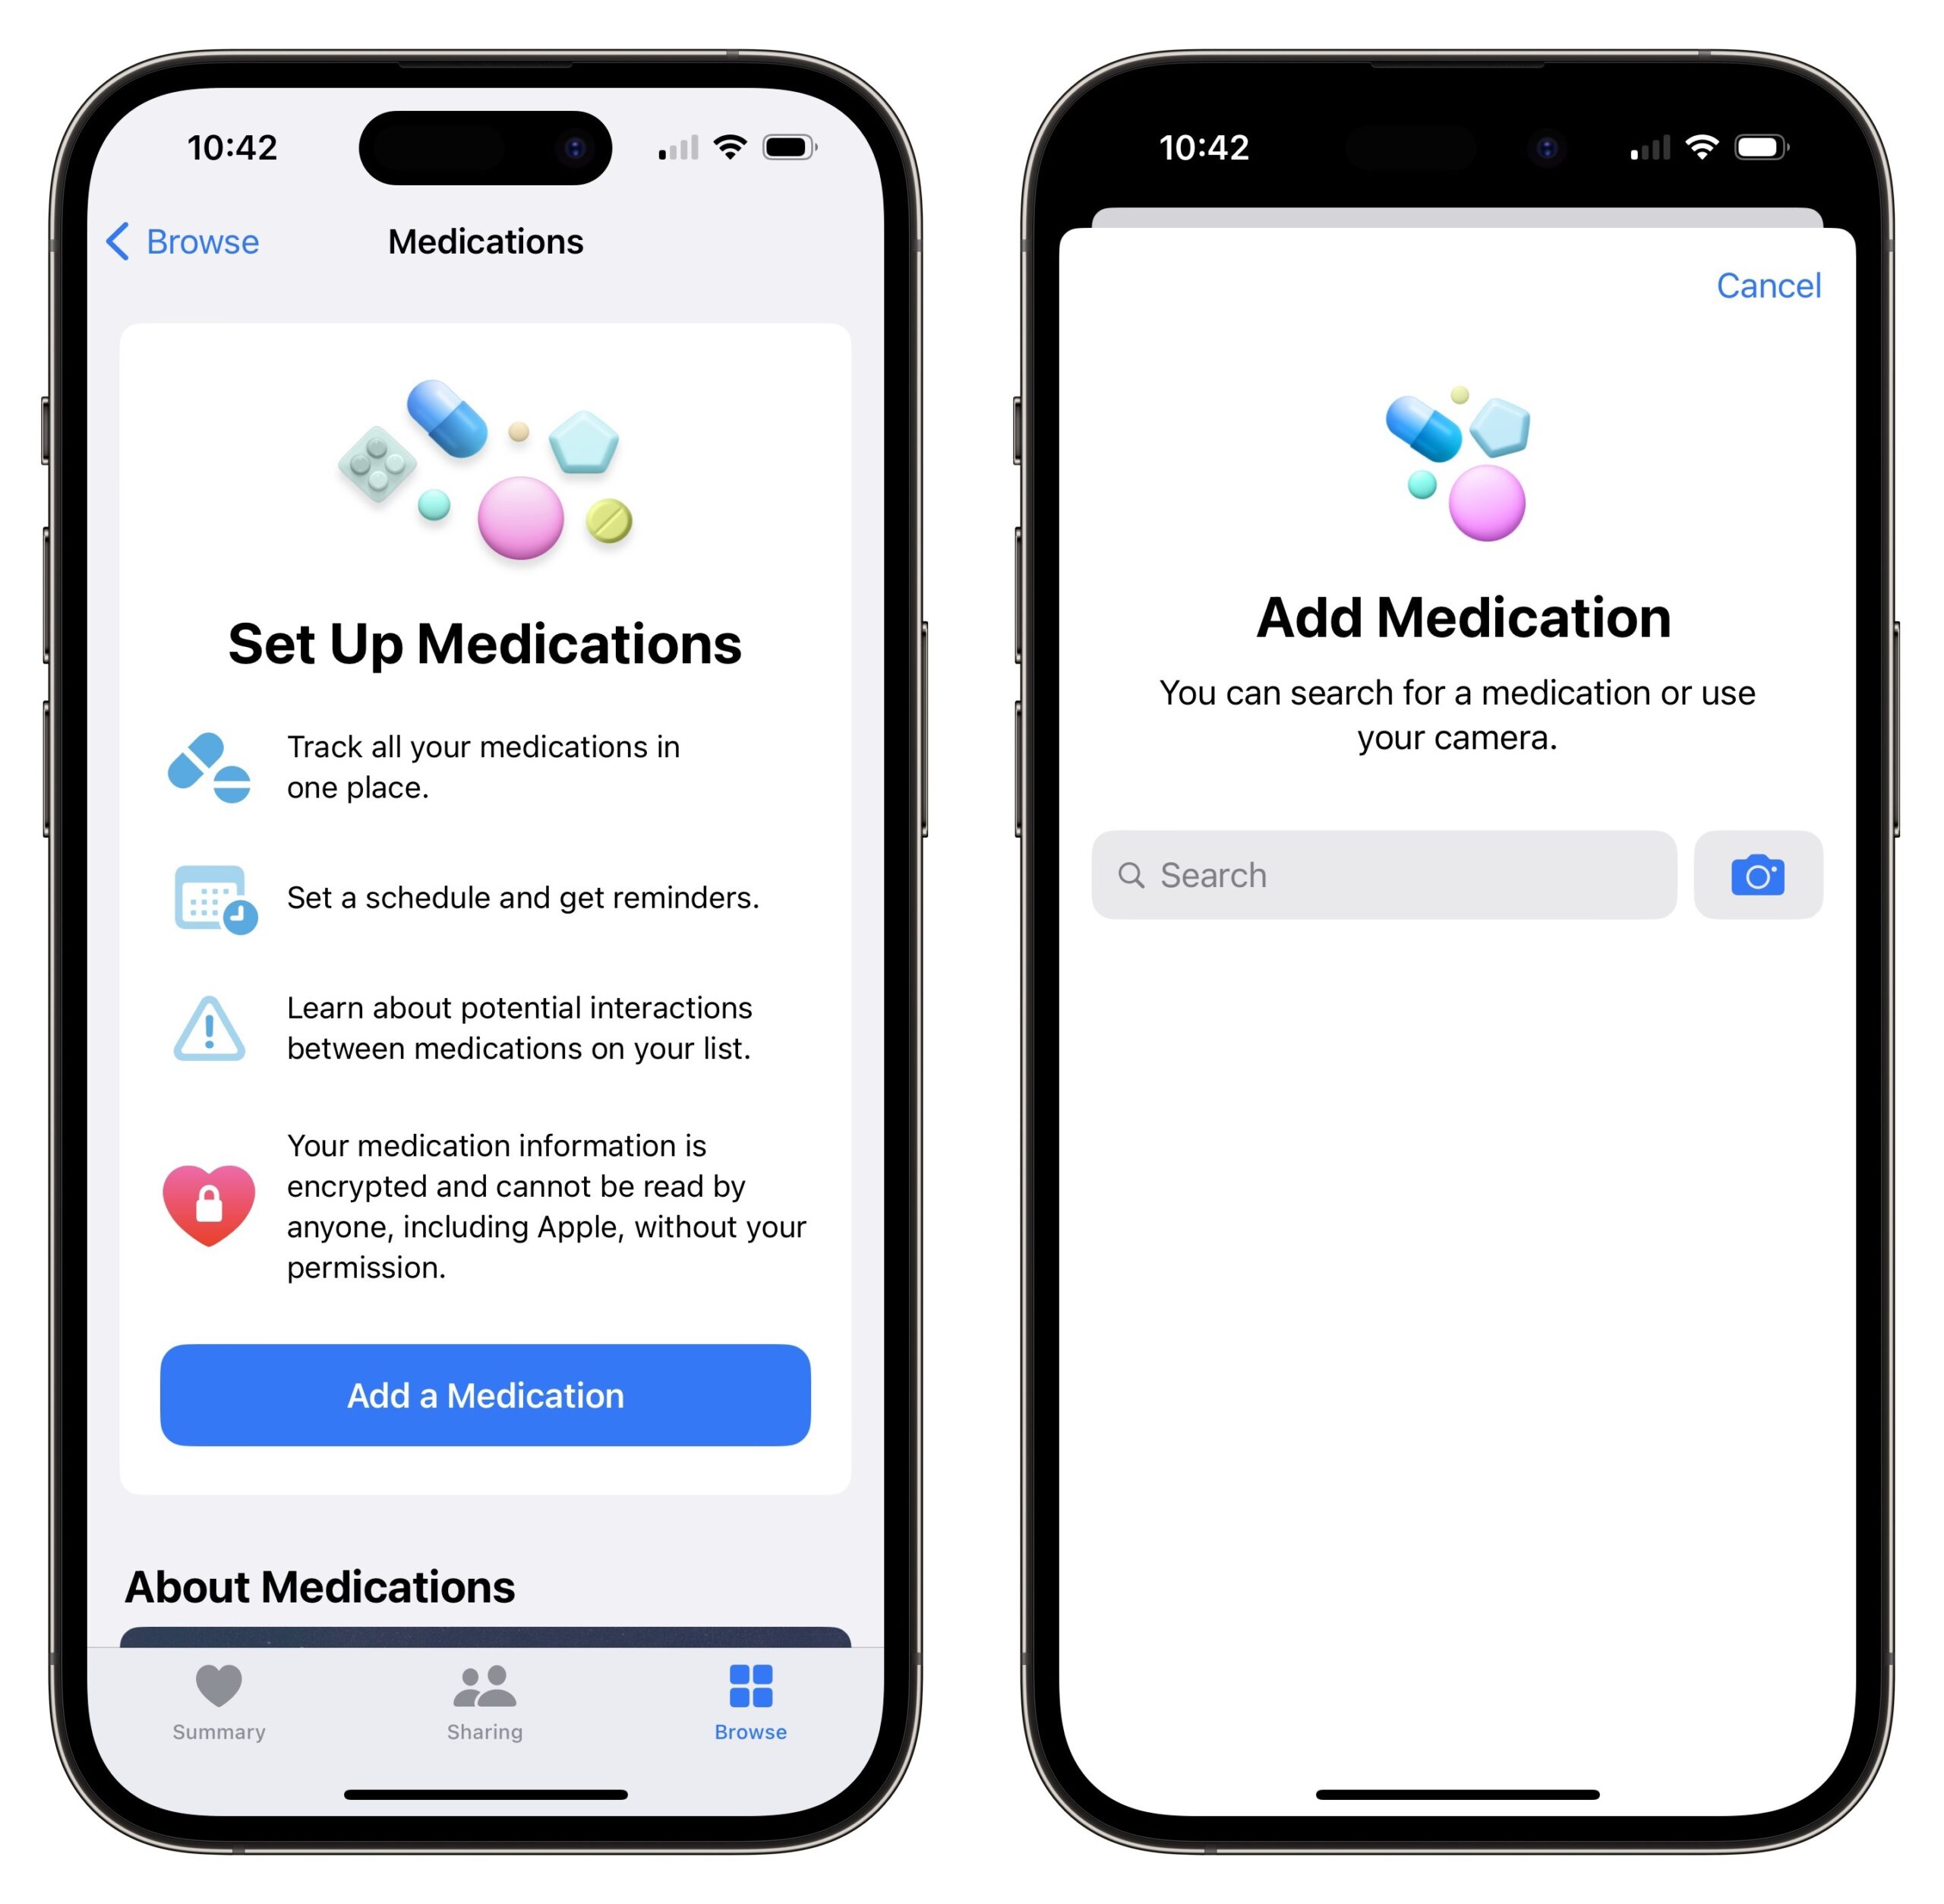 10:42
Browse
Medications
Set Up Medications
Track all your medications in
one place.
Set a schedule and get reminders.
Learn about potential interactions
between medications on your list.
Your medication information is
encrypted and cannot be read by
anyone, including Apple, without your
permission.
Add a Medication
About Medications
Summary
Sharing
Browse
10:42
Cancel
Add Medication
You can search for a medication or use
your camera.
Search